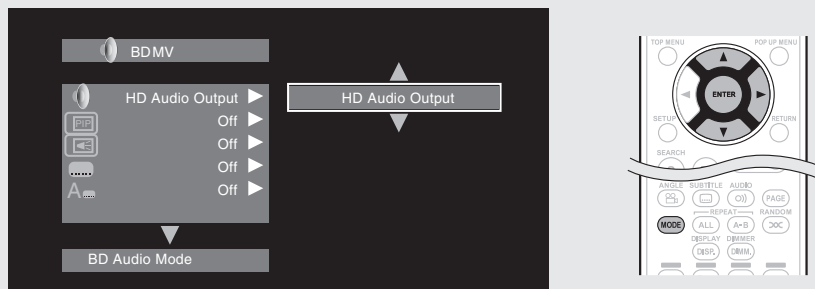 BDMV
HD Audio Output
Off
Off
Off
Off
BD Audio Mode
HD Audio Output
PIP
A
TOP MENU
POP UP MENU
ENTER
SETUP
RETURN
SEARCH
ANGLE SUBTITLE AUDIO
PAGE
REPEAT RANDOM
MODE ALL A-B
DISPLAY DIMMER
DISP. DIMM.